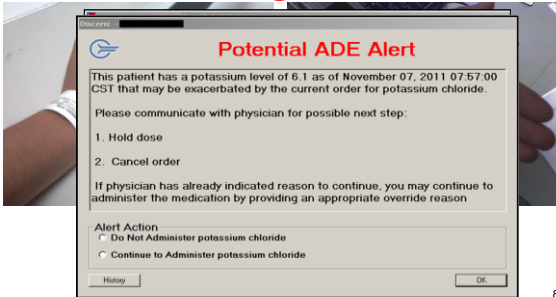 Discern: -
Potential ADE Alert
This patient has a potassium level of 6.1 as of November 07, 2011 07:57:00
CST that may be exacerbated by the current order for potassium chloride.
Please communicate with physician for possible next step:
1. Hold dose
2. Cancel order
If physician has already indicated reason to continue, you may continue to
administer the medication by providing an appropriate override reason
Alert Action
Do Not Administer potassium chloride
Continue to Administer potassium chloride
History
OK